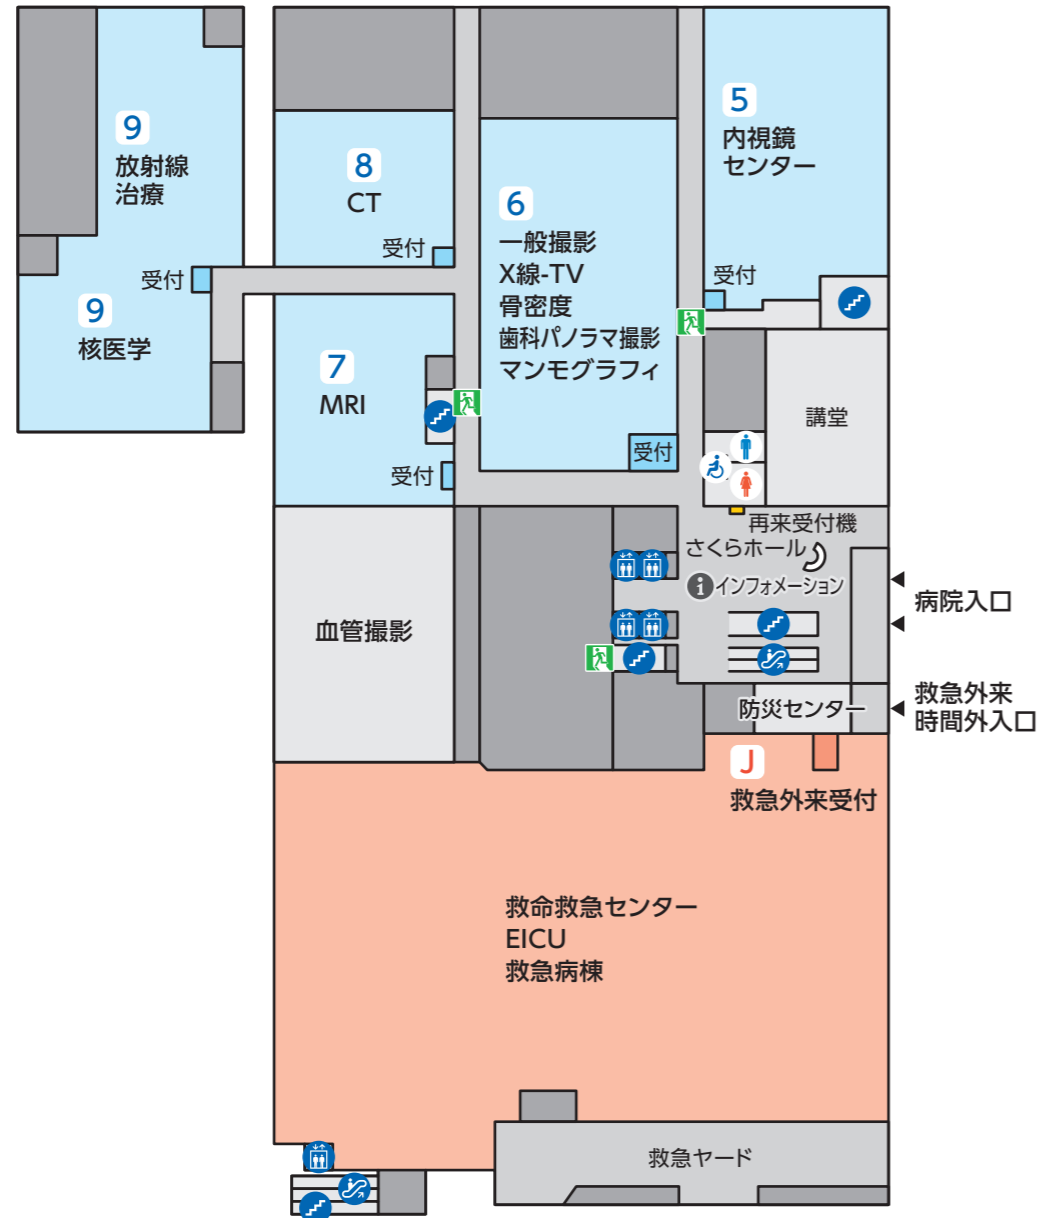 9
放射線
治療
8
CT
受付
6
一般撮影
X線-TV
骨密度
歯科パノラマ撮影
マンモグラフィ
受付
5
内視鏡
センター
受付
受付
9
核医学
7
MRI
受付
講堂
再来受付機
さくらホール
i
インフォメーション
病院入口
血管撮影
防災センター
救急外来
時間外入口
J
救急外来受付
救命救急センター
EICU
救急病棟
救急ヤード